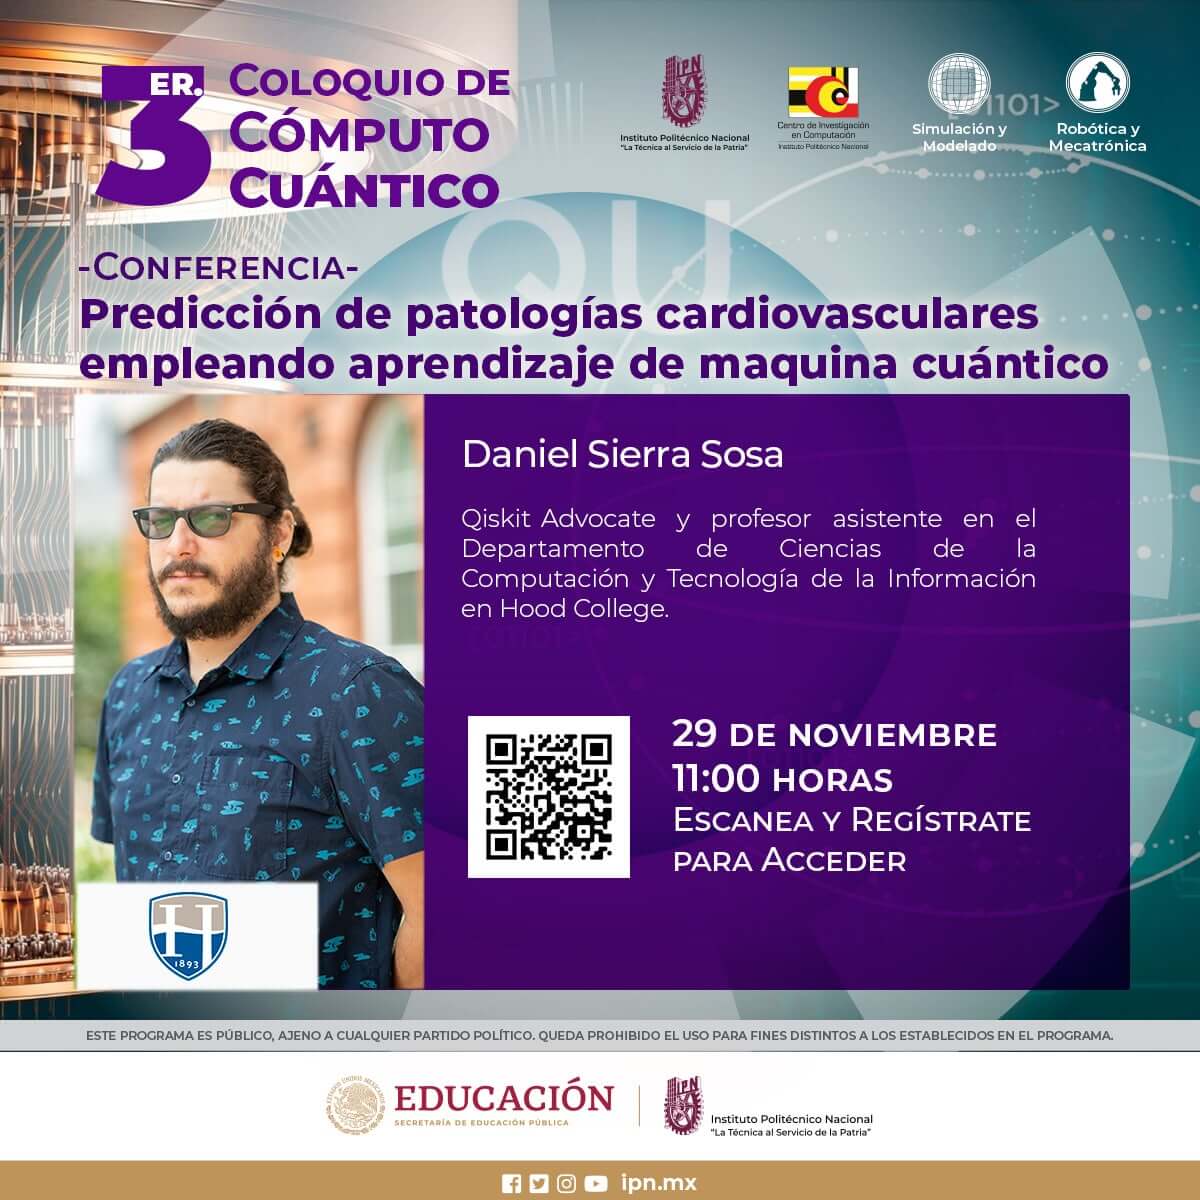 3ER. COLOQUIO DE
CÓMPUTO
CUÁNTICO
Instituto Politécnico Nacional
"La Técnica al Servicio de la Patria"
Centro de Investigación
en Computación
Instituto Politécnico Nacional
Simulación y
Modelado
Robótica y
Mecatrónica
1101>
QU
-CONFERENCIA-
Predicción de patologías cardiovasculares
empleando aprendizaje de maquina cuántico
Daniel Sierra Sosa
Qiskit Advocate y profesor asistente en el
Departamento de Ciencias de la
Computación y Tecnología de la Información
en Hood College.
29 DE NOVIEMBRE
11:00 HORAS
ESCANEA Y REGÍSTRATE
PARA ACCEDER
H
1893
ESTE PROGRAMA ES PÚBLICO, AJENO A CUALQUIER PARTIDO POLÍTICO. QUEDA PROHIBIDO EL USO PARA FINES DISTINTOS A LOS ESTABLECIDOS EN EL PROGRAMA.
EDUCACIÓN
SECRETARÍA DE EDUCACIÓN PÚBLICA
IPN
Instituto Politécnico Nacional
"La Técnica al Servicio de la Patria"
ipn.mx